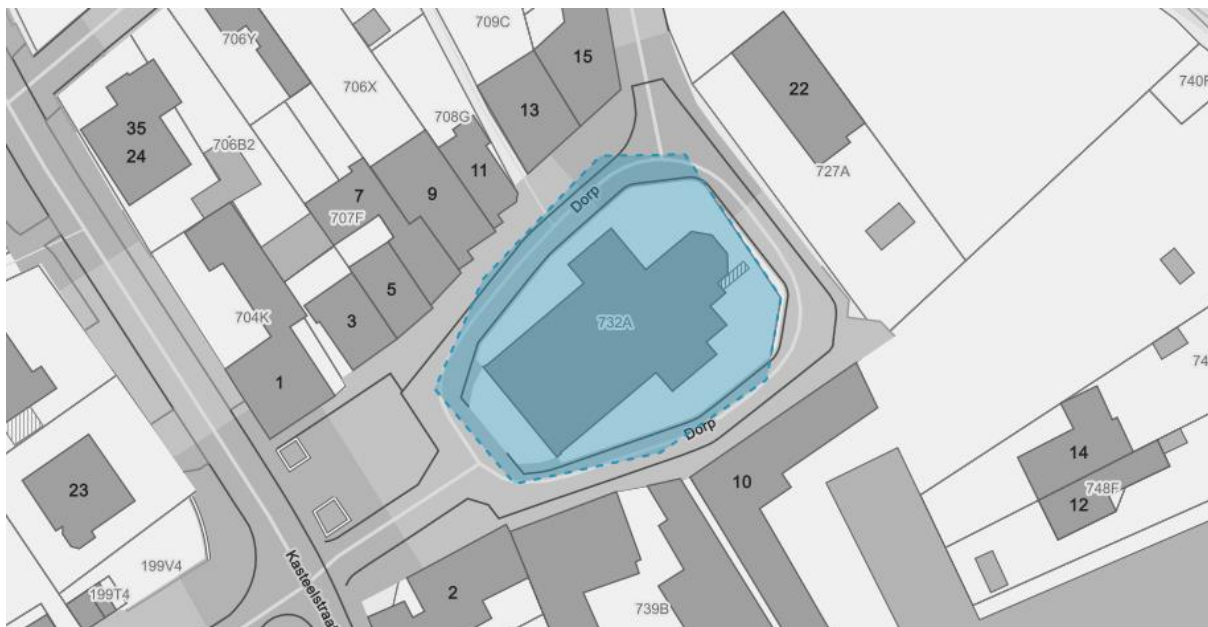 709C
706Y
15
740F
706X
22
13
35
708G
24
706B2
11
727A
7
9
Dorp
707F
5
704K
3
732A
74
1
Dorp
14
23
10
748F
12
199V4
Kasteelstraat
2
199T4
739B